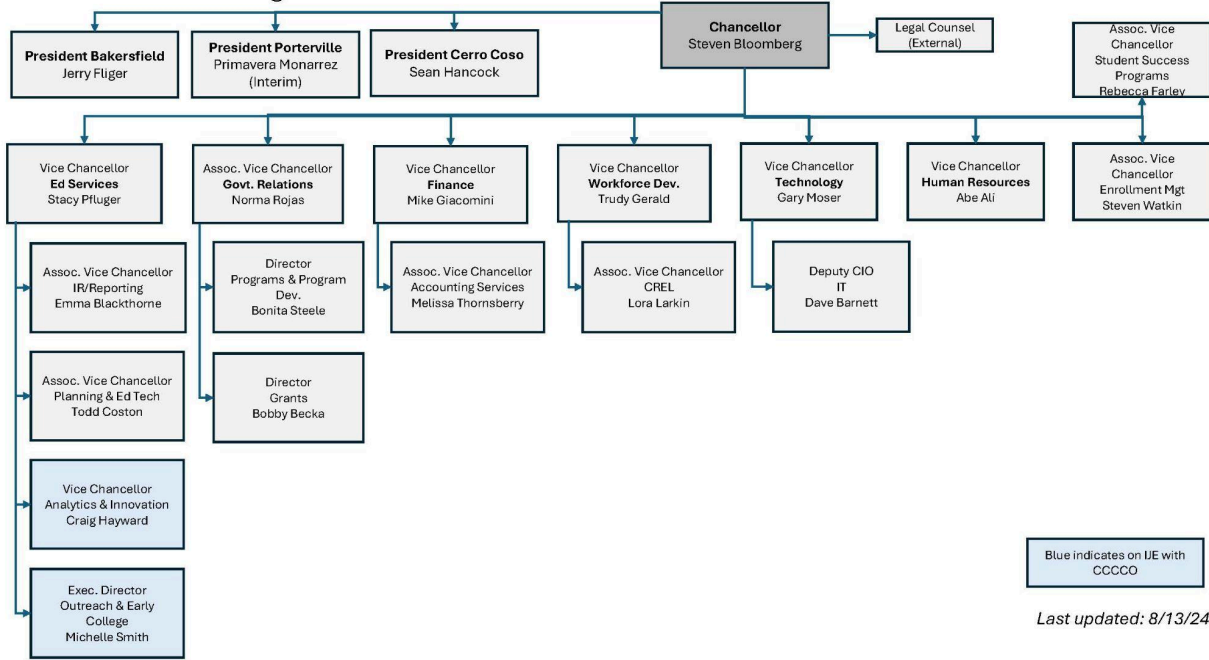 Chancellor
Steven Bloomberg
Legal Counsel
(External)
Assoc. Vice
Chancellor
Student Success
Programs
Rebecca Farley
President Bakersfield
Jerry Fliger
President Porterville
Primavera Monarrez
(Interim)
President Cerro Coso
Sean Hancock
Vice Chancellor
Ed Services
Stacy Pfluger
Assoc. Vice Chancellor
Govt. Relations
Norma Rojas
Vice Chancellor
Finance
Mike Giacomini
Vice Chancellor
Workforce Dev.
Trudy Gerald
Vice Chancellor
Technology
Gary Moser
Vice Chancellor
Human Resources
Abe Ali
Assoc. Vice
Chancellor
Enrollment Mgt
Steven Watkin
Assoc. Vice Chancellor
IR/Reporting
Emma Blackthorne
Director
Programs & Program
Dev.
Bonita Steele
Assoc. Vice Chancellor
Accounting Services
Melissa Thornsberry
Assoc. Vice Chancellor
CREL
Lora Larkin
Deputy CIO
IT
Dave Barnett
Assoc. Vice Chancellor
Planning & Ed Tech
Todd Coston
Director
Grants
Bobby Becka
Vice Chancellor
Analytics & Innovation
Craig Hayward
Exec. Director
Outreach & Early
College
Michelle Smith
Blue indicates on IJE with
CCCCO
Last updated: 8/13/24